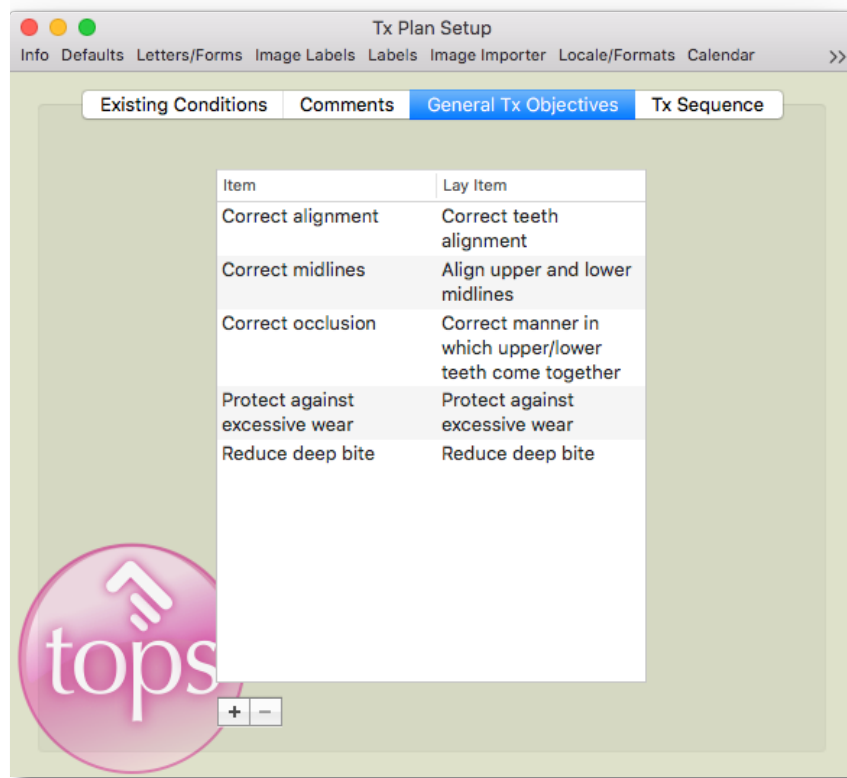 Tx Plan Setup
Info Defaults Letters/Forms Image Labels Labels Image Importer Locale/Formats Calendar >>
Existing Conditions Comments General Tx Objectives Tx Sequence
Item Lay Item
Correct alignment Correct teeth
alignment
Correct midlines Align upper and lower
midlines
Correct occlusion Correct manner in
which upper/lower
teeth come together
Protect against Protect against
excessive wear excessive wear
Reduce deep bite Reduce deep bite
tops
+ −